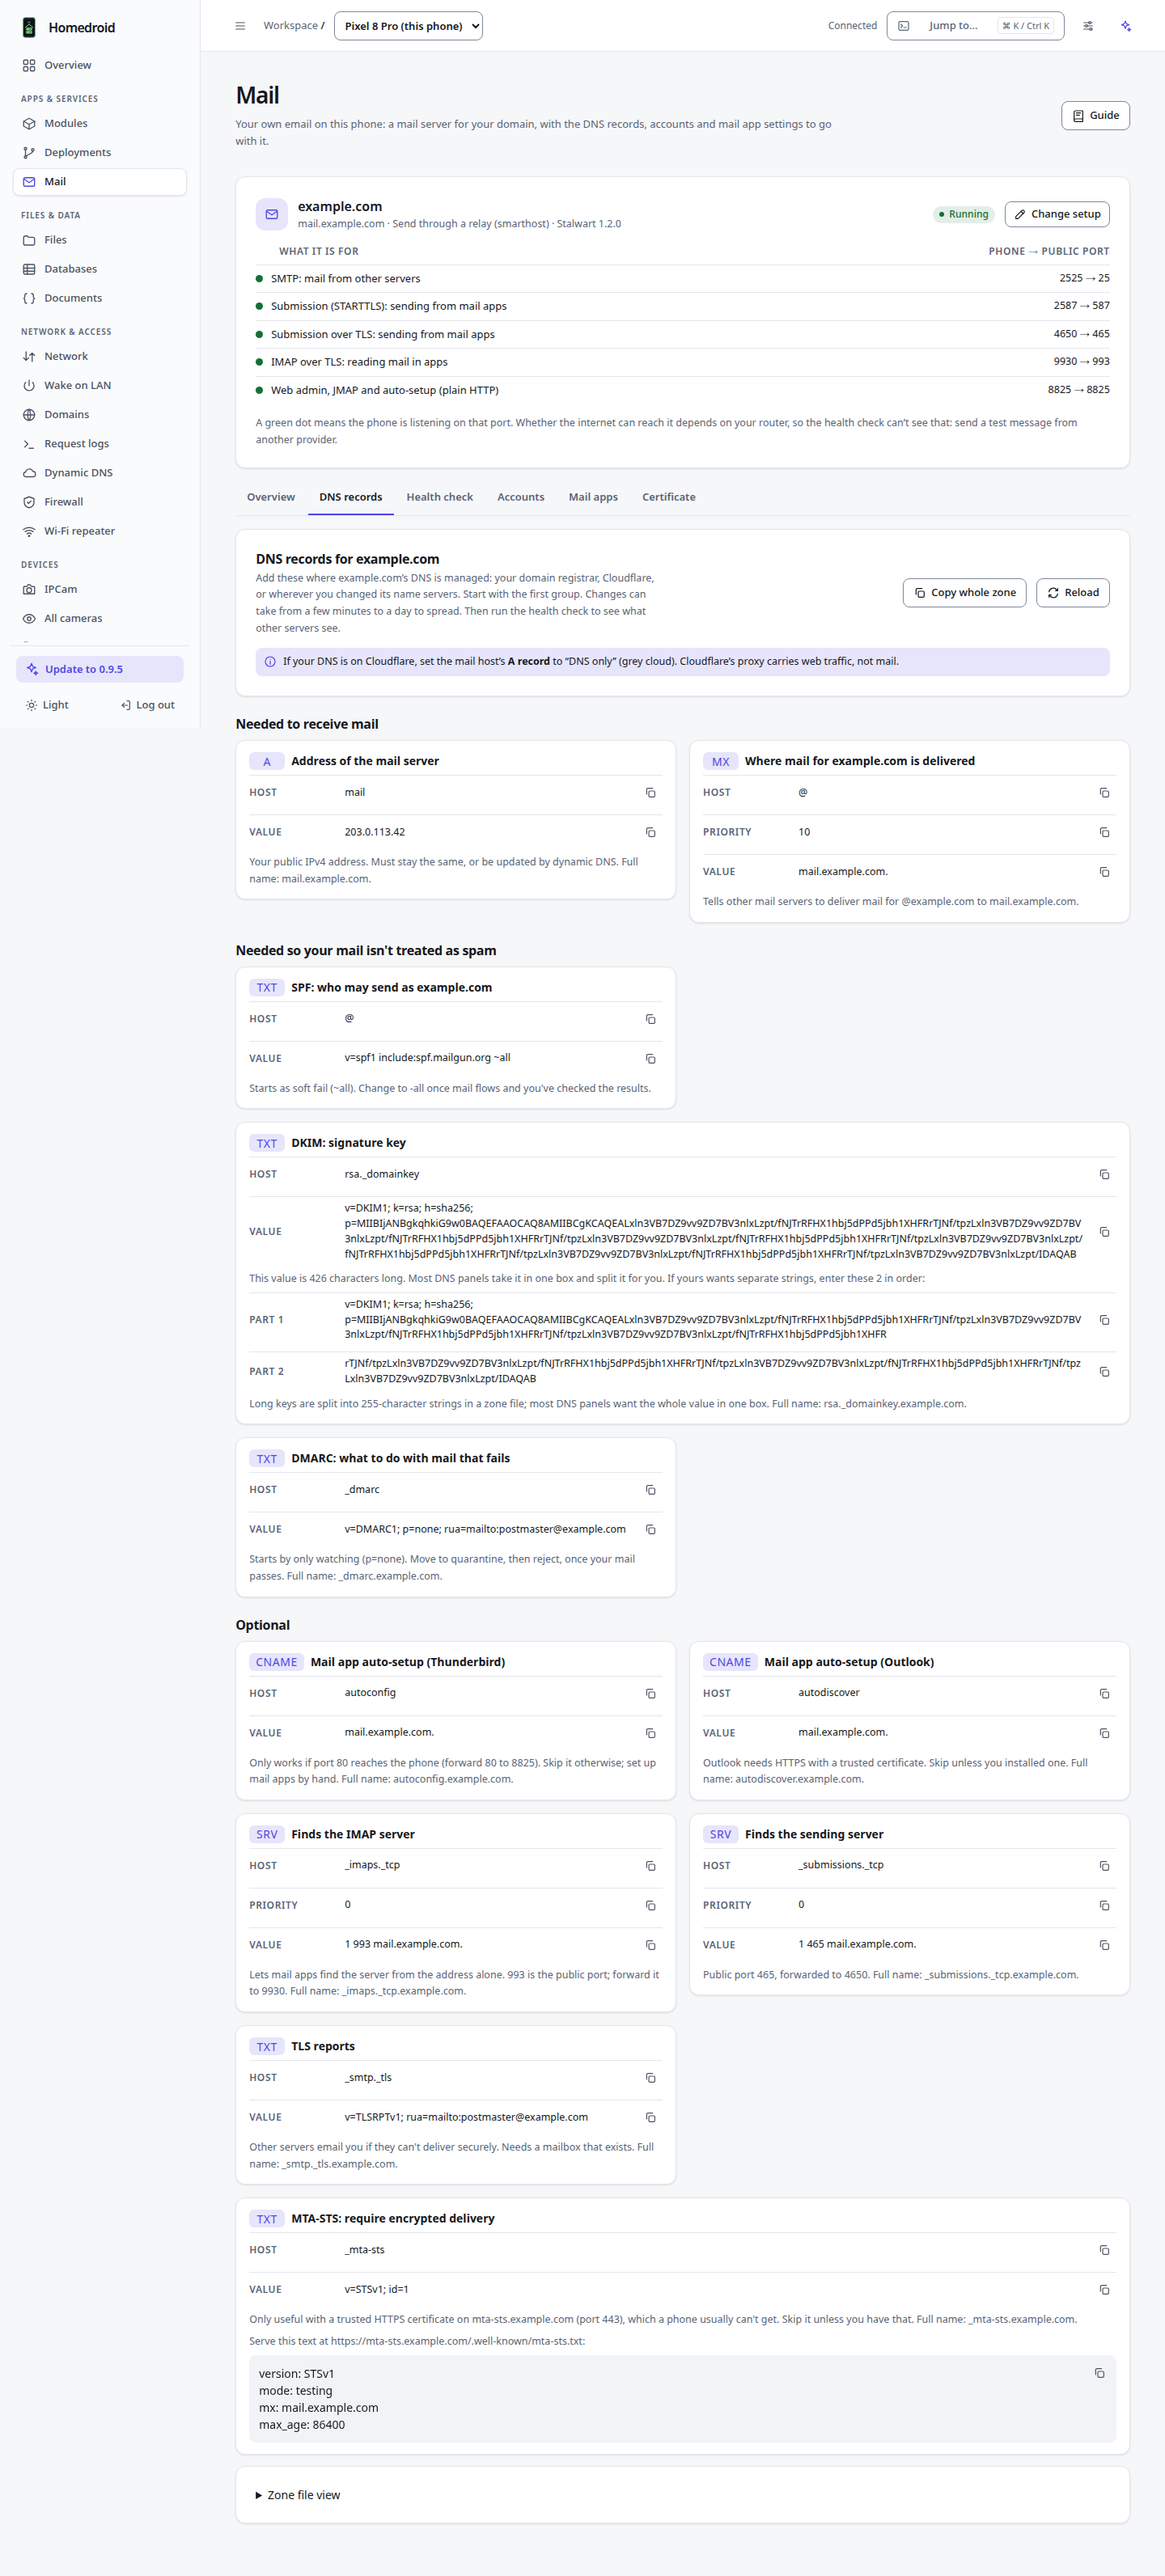 Homedroid
Workspace /
Pixel 8 Pro (this phone)
Connected
Jump to...
⌘ K / Ctrl K
Overview
APPS & SERVICES
Modules
Deployments
Mail
FILES & DATA
Files
Databases
Documents
NETWORK & ACCESS
Network
Wake on LAN
Domains
Request logs
Dynamic DNS
Firewall
Wi-Fi repeater
DEVICES
IPCam
All cameras
Update to 0.9.5
Light
Log out
Mail
Your own email on this phone: a mail server for your domain, with the DNS records, accounts and mail app settings to go
with it.
Guide
example.com
mail.example.com · Send through a relay (smarthost) · Stalwart 1.2.0
Running
Change setup
WHAT IT IS FOR
PHONE → PUBLIC PORT
SMTP: mail from other servers
2525 → 25
Submission (STARTTLS): sending from mail apps
2587 → 587
Submission over TLS: sending from mail apps
4650 → 465
IMAP over TLS: reading mail in apps
9930 → 993
Web admin, JMAP and auto-setup (plain HTTP)
8825 → 8825
A green dot means the phone is listening on that port. Whether the internet can reach it depends on your router, so the health check can't see that: send a test message from
another provider.
Overview
DNS records
Health check
Accounts
Mail apps
Certificate
DNS records for example.com
Add these where example.com's DNS is managed: your domain registrar, Cloudflare,
or wherever you changed its name servers. Start with the first group. Changes can
take from a few minutes to a day to spread. Then run the health check to see what
other servers see.
Copy whole zone
Reload
If your DNS is on Cloudflare, set the mail host's A record to “DNS only” (grey cloud). Cloudflare's proxy carries web traffic, not mail.
Needed to receive mail
A
Address of the mail server
HOST
mail
VALUE
203.0.113.42
Your public IPv4 address. Must stay the same, or be updated by dynamic DNS. Full
name: mail.example.com.
MX
Where mail for example.com is delivered
HOST
@
PRIORITY
10
VALUE
mail.example.com.
Tells other mail servers to deliver mail for @example.com to mail.example.com.
Needed so your mail isn't treated as spam
TXT
SPF: who may send as example.com
HOST
@
VALUE
v=spf1 include:spf.mailgun.org ~all
Starts as soft fail (~all). Change to -all once mail flows and you've checked the results.
TXT
DKIM: signature key
HOST
rsa._domainkey
VALUE
v=DKIM1; k=rsa; h=sha256;
p=MIIBIjANBgkqhkiG9w0BAQEFAAOCAQ8AMIIBCgKCAQEALxln3VB7DZ9vv9ZD7BV3nlxLzpt/fNJTrRFHX1hbj5dPPd5jbh1XHFRrTJNf/tpzLxln3VB7DZ9vv9ZD7BV
3nlxLzpt/fNJTrRFHX1hbj5dPPd5jbh1XHFRrTJNf/tpzLxln3VB7DZ9vv9ZD7BV3nlxLzpt/fNJTrRFHX1hbj5dPPd5jbh1XHFRrTJNf/tpzLxln3VB7DZ9vv9ZD7BV3nlxLzpt/
fNJTrRFHX1hbj5dPPd5jbh1XHFRrTJNf/tpzLxln3VB7DZ9vv9ZD7BV3nlxLzpt/fNJTrRFHX1hbj5dPPd5jbh1XHFRrTJNf/tpzLxln3VB7DZ9vv9ZD7BV3nlxLzpt/IDAQAB
This value is 426 characters long. Most DNS panels take it in one box and split it for you. If yours wants separate strings, enter these 2 in order:
PART 1
v=DKIM1; k=rsa; h=sha256;
p=MIIBIjANBgkqhkiG9w0BAQEFAAOCAQ8AMIIBCgKCAQEALxln3VB7DZ9vv9ZD7BV3nlxLzpt/fNJTrRFHX1hbj5dPPd5jbh1XHFRrTJNf/tpzLxln3VB7DZ9vv9ZD7BV
3nlxLzpt/fNJTrRFHX1hbj5dPPd5jbh1XHFRrTJNf/tpzLxln3VB7DZ9vv9ZD7BV3nlxLzpt/fNJTrRFHX1hbj5dPPd5jbh1XHFR
PART 2
rTJNf/tpzLxln3VB7DZ9vv9ZD7BV3nlxLzpt/fNJTrRFHX1hbj5dPPd5jbh1XHFRrTJNf/tpzLxln3VB7DZ9vv9ZD7BV3nlxLzpt/fNJTrRFHX1hbj5dPPd5jbh1XHFRrTJNf/tpz
Lxln3VB7DZ9vv9ZD7BV3nlxLzpt/IDAQAB
Long keys are split into 255-character strings in a zone file; most DNS panels want the whole value in one box. Full name: rsa._domainkey.example.com.
TXT
DMARC: what to do with mail that fails
HOST
_dmarc
VALUE
v=DMARC1; p=none; rua=mailto:postmaster@example.com
Starts by only watching (p=none). Move to quarantine, then reject, once your mail
passes. Full name: _dmarc.example.com.
Optional
CNAME
Mail app auto-setup (Thunderbird)
HOST
autoconfig
VALUE
mail.example.com.
Only works if port 80 reaches the phone (forward 80 to 8825). Skip it otherwise; set up
mail apps by hand. Full name: autoconfig.example.com.
CNAME
Mail app auto-setup (Outlook)
HOST
autodiscover
VALUE
mail.example.com.
Outlook needs HTTPS with a trusted certificate. Skip unless you installed one. Full
name: autodiscover.example.com.
SRV
Finds the IMAP server
HOST
_imaps._tcp
PRIORITY
0
VALUE
1 993 mail.example.com.
Lets mail apps find the server from the address alone. 993 is the public port; forward it
to 9930. Full name: _imaps._tcp.example.com.
SRV
Finds the sending server
HOST
_submissions._tcp
PRIORITY
0
VALUE
1 465 mail.example.com.
Public port 465, forwarded to 4650. Full name: _submissions._tcp.example.com.
TXT
TLS reports
HOST
_smtp._tls
VALUE
v=TLSRPTv1; rua=mailto:postmaster@example.com
Other servers email you if they can't deliver securely. Needs a mailbox that exists. Full
name: _smtp._tls.example.com.
TXT
MTA-STS: require encrypted delivery
HOST
_mta-sts
VALUE
v=STSv1; id=1
Only useful with a trusted HTTPS certificate on mta-sts.example.com (port 443), which a phone usually can't get. Skip it unless you have that. Full name: _mta-sts.example.com.
Serve this text at https://mta-sts.example.com/.well-known/mta-sts.txt:
version: STSv1
mode: testing
mx: mail.example.com
max_age: 86400
Zone file view